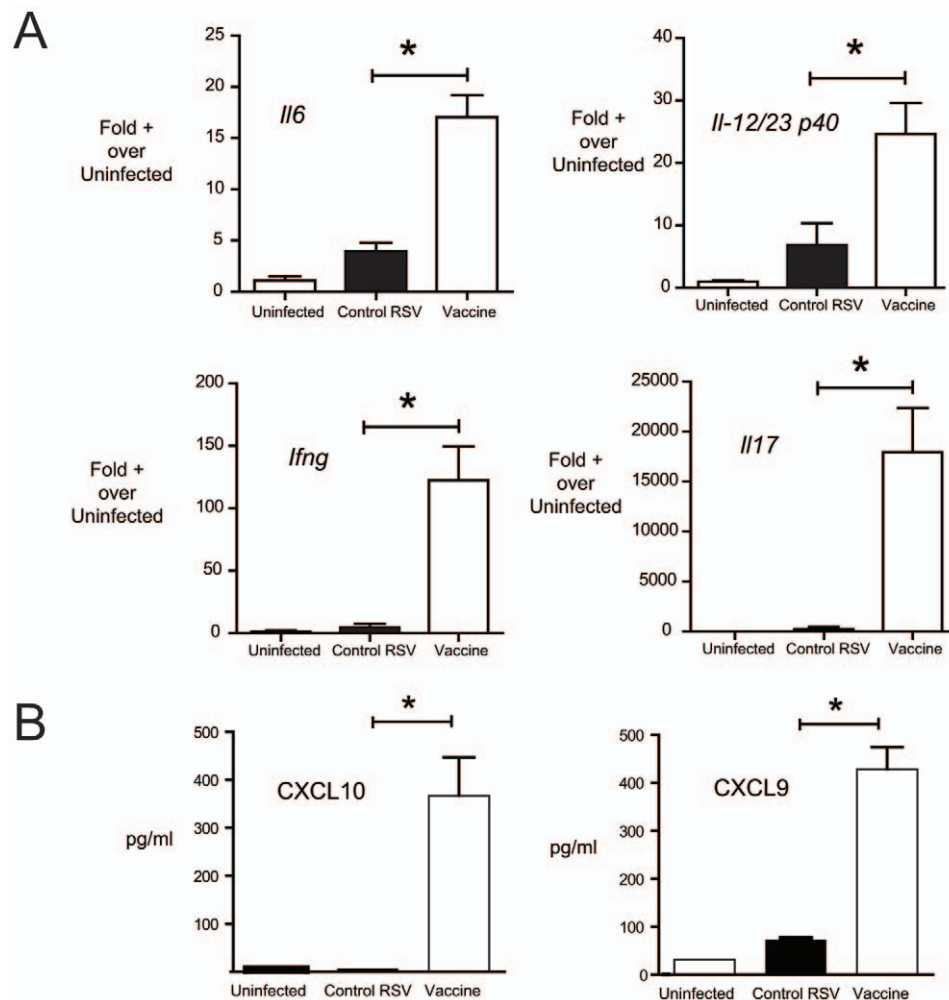 A
25
20
15
10
5
0
Fold +
over
Uninfected
Il6
*
Uninfected Control RSV Vaccine
40
30
20
10
0
Fold +
over
Uninfected
Il-12/23 p40
*
Uninfected Control RSV Vaccine
200
150
100
50
0
Fold +
over
Uninfected
Ifng
*
Uninfected Control RSV Vaccine
25000
20000
15000
10000
5000
0
Fold +
over
Uninfected
Il17
*
Uninfected Control RSV Vaccine
B
500
400
300
200
100
pg/ml
CXCL10
*
Uninfected Control RSV Vaccine
500
400
300
200
100
0
pg/ml
CXCL9
*
Uninfected Control RSV Vaccine